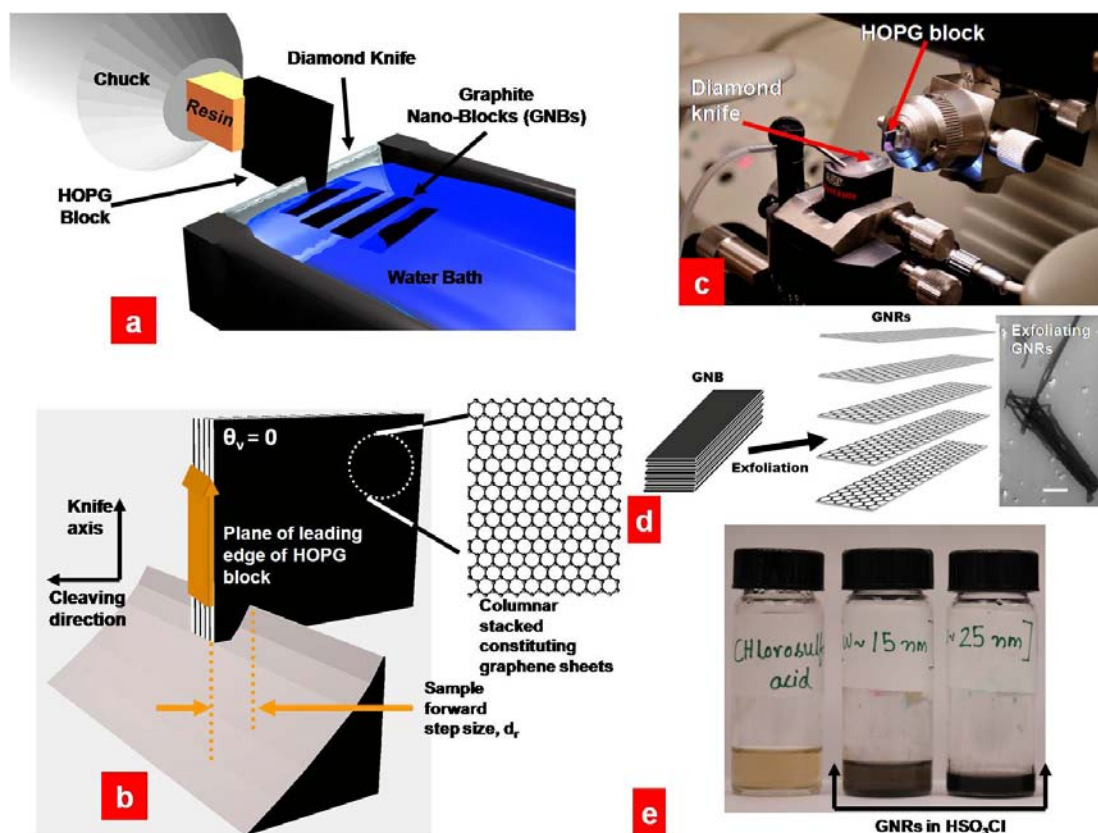 Chuck
Resin
Diamond Knife
Graphite
Nano-Blocks (GNBs)
HOPG
Block
Water Bath
a
HOPG block
Diamond
knife
c
θv = 0
Knife
axis
Cleaving
direction
Plane of leading
edge of HOPG
block
Columnar
stacked
constituting
graphene sheets
Sample
forward
step size, dr
b
GNRs
GNB
Exfoliation
Exfoliating
GNRs
d
CHlorosulf
acid
[w~ 15 nm]
~ 25 nm]
e
GNRs in HSO3Cl